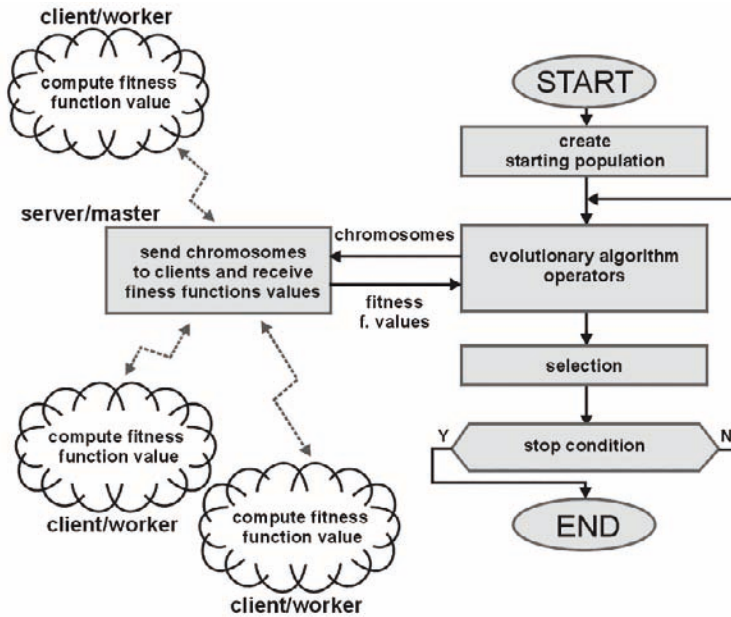 client/worker
compute fitness
function value
START
create
starting population
server/master
send chromosomes
to clients and receive
finess functions values
chromosomes
fitness
f. values
evolutionary algorithm
operators
selection
Y
stop condition
N
END
compute fitness
function value
client/worker
compute fitness
function value
client/worker